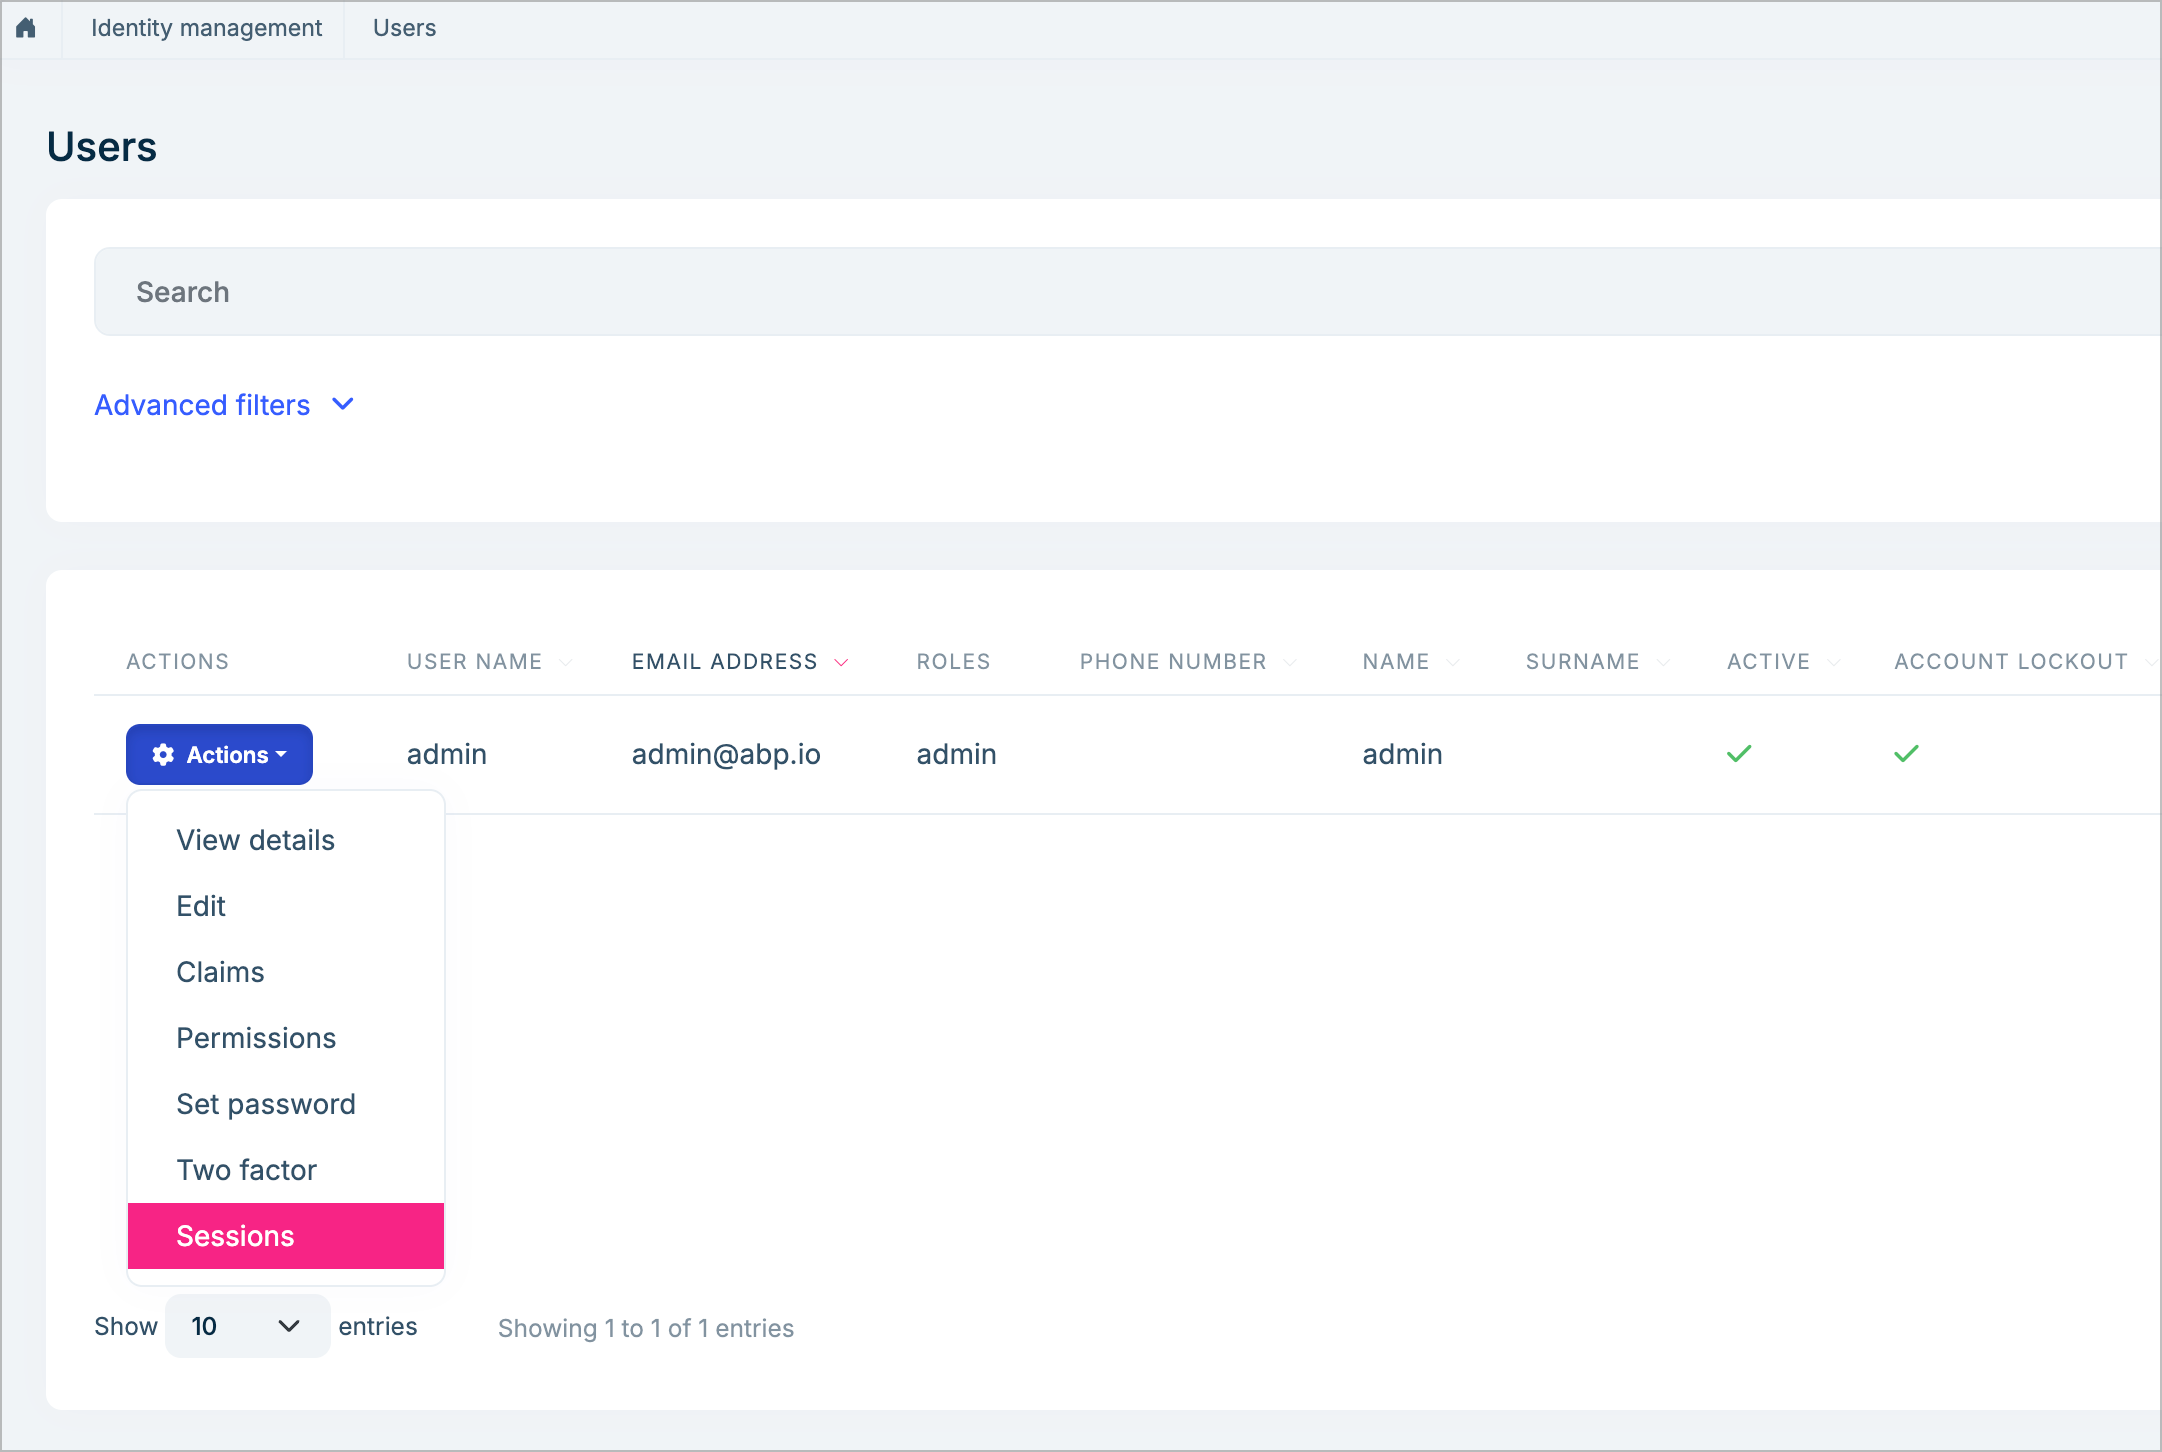 Identity management Users
Users
Search
Advanced filters
ACTIONS USER NAME EMAIL ADDRESS ROLES PHONE NUMBER NAME SURNAME ACTIVE ACCOUNT LOCKOUT
Actions admin admin@abp.io admin admin
View details
Edit
Claims
Permissions
Set password
Two factor
Sessions
Show 10 entries Showing 1 to 1 of 1 entries